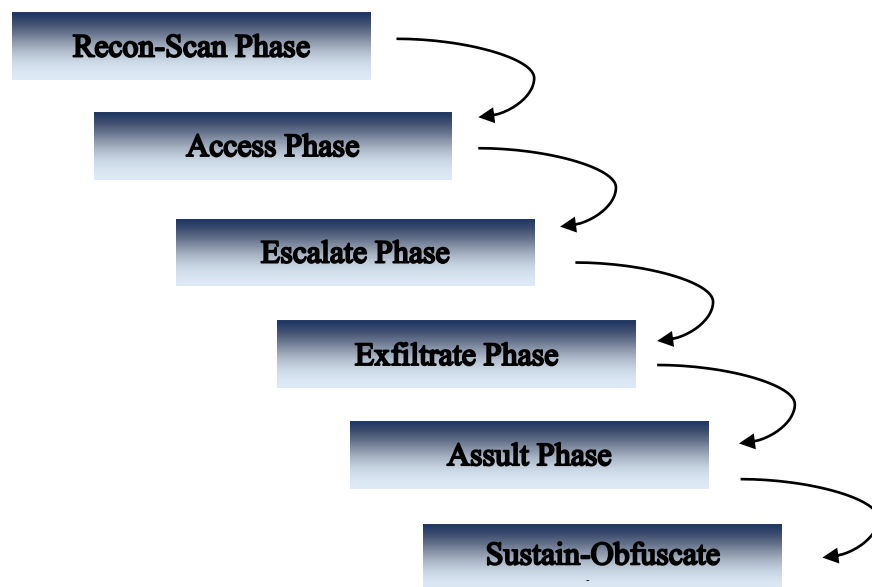 Recon-Scan Phase
Access Phase
Escalate Phase
Exfiltrate Phase
Assult Phase
Sustain-Obfuscate